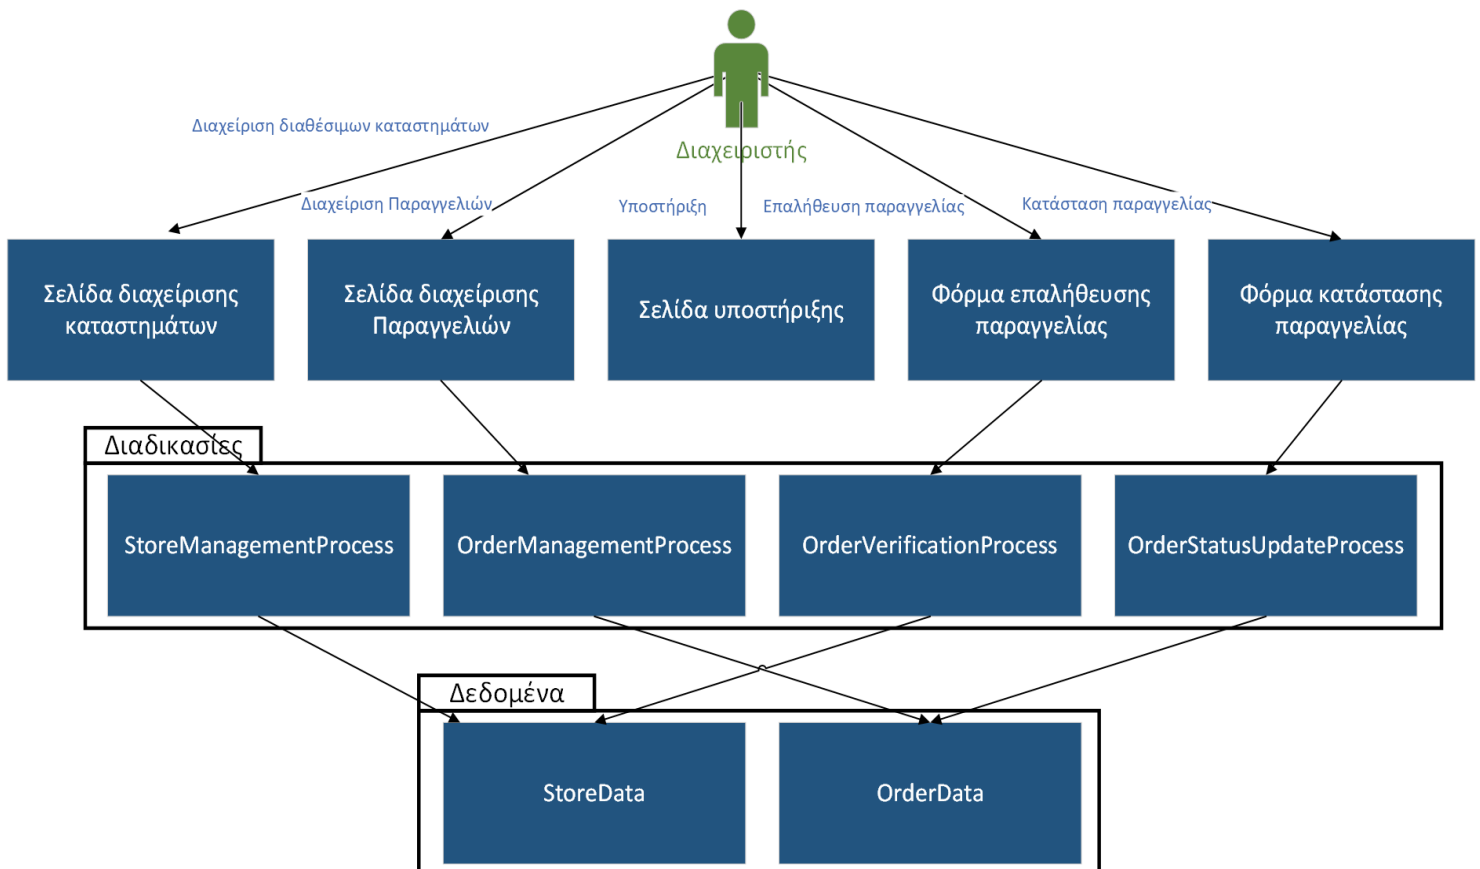 Διαχείριση διαθέσιμων καταστημάτων
Διαχειριστής
Διαχείριση Παραγγελιών
Υποστήριξη
Επαλήθευση παραγγελίας
Κατάσταση παραγγελίας
Σελίδα διαχείρισης
καταστημάτων
Σελίδα διαχείρισης
Παραγγελιών
Σελίδα υποστήριξης
Φόρμα επαλήθευσης
παραγγελίας
Φόρμα κατάστασης
παραγγελίας
Διαδικασίες
StoreManagementProcess
OrderManagementProcess
OrderVerificationProcess
OrderStatusUpdateProcess
Δεδομένα
StoreData
OrderData